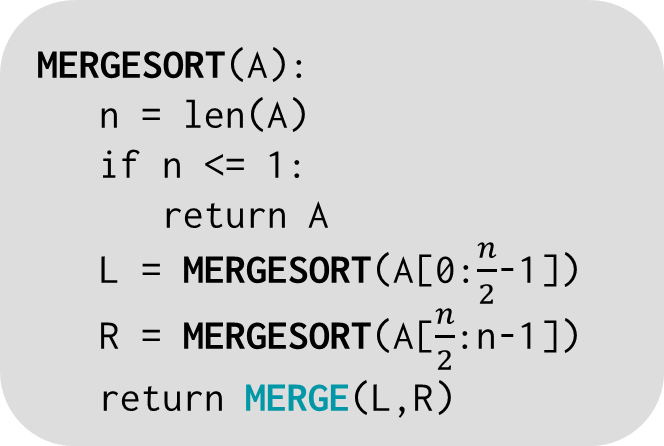 MERGESORT(A):
n = len(A)
if n <= 1:
return A
L = MERGESORT(A[0:n/2-1])
R = MERGESORT(A[n/2:n-1])
return MERGE(L,R)